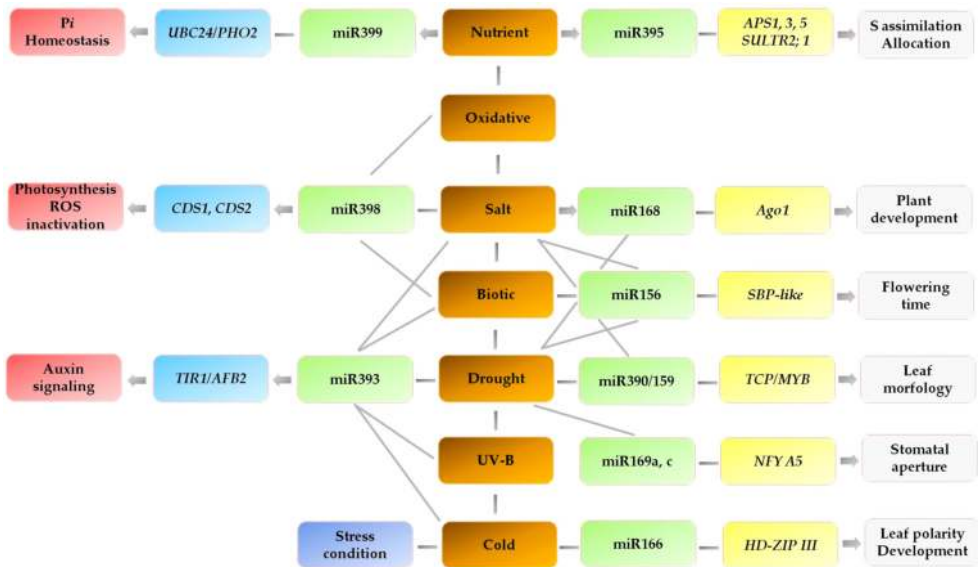 Pi
Homeostasis
UBC24/PHO2
miR399
Nutrient
miR395
APS1, 3, 5
SULTR2; 1
S assimilation
Allocation
Oxidative
Photosynthesis
ROS
inactivation
CDS1, CDS2
miR398
Salt
miR168
Ago1
Plant
development
Biotic
miR156
SBP-like
Flowering
time
Auxin
signaling
TIR1/AFB2
miR393
Drought
miR390/159
TCP/MYB
Leaf
morfology
UV-B
miR169a, c
NFY A5
Stomatal
aperture
Stress
condition
Cold
miR166
HD-ZIP III
Leaf polarity
Development